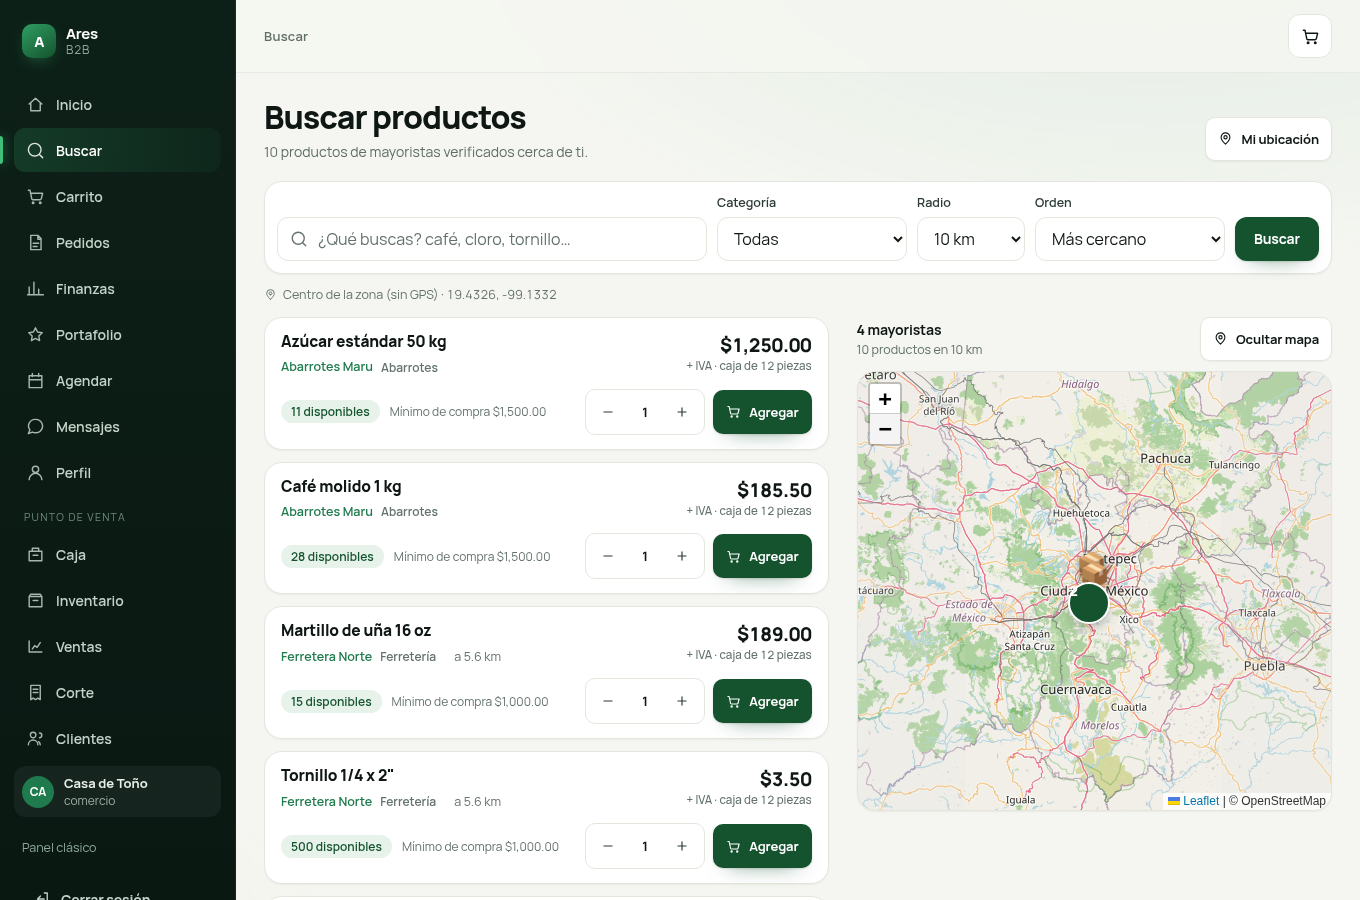 A
Ares
B2B
Inicio
Buscar
Carrito
Pedidos
Finanzas
Portafolio
Agendar
Mensajes
Perfil
PUNTO DE VENTA
Caja
Inventario
Ventas
Corte
Clientes
CA
Casa de Toño
comercio
Panel clásico
Cerrar sesión
Buscar
Buscar productos
10 productos de mayoristas verificados cerca de ti.
Mi ubicación
Categoría
Radio
Orden
¿Qué buscas? café, cloro, tornillo...
Todas
10 km
Más cercano
Buscar
Centro de la zona (sin GPS) · 19.4326, -99.1332
Azúcar estándar 50 kg
$1,250.00
Abarrotes Maru Abarrotes
+ IVA · caja de 12 piezas
11 disponibles
Mínimo de compra $1,500.00
− 1 +
Agregar
Café molido 1 kg
$185.50
Abarrotes Maru Abarrotes
+ IVA · caja de 12 piezas
28 disponibles
Mínimo de compra $1,500.00
− 1 +
Agregar
Martillo de uña 16 oz
$189.00
Ferretera Norte Ferretería a 5.6 km
+ IVA · caja de 12 piezas
15 disponibles
Mínimo de compra $1,000.00
− 1 +
Agregar
Tornillo 1/4 x 2"
$3.50
Ferretera Norte Ferretería a 5.6 km
+ IVA · caja de 12 piezas
500 disponibles
Mínimo de compra $1,000.00
− 1 +
Agregar
4 mayoristas
10 productos en 10 km
Ocultar mapa
+
−
etaro
Hidalgo
San Juan
del Río
Pachuca
Tulancingo
Huehuetoca
tepec
tácuaro
Ciuda México
Estado de
México
Xico
Tlaxcala
Tlaxcala
Atizapán
Santa Cruz
Puebla
Cuernavaca
Cuautla
Morelos
Iguala
Leaflet | © OpenStreetMap